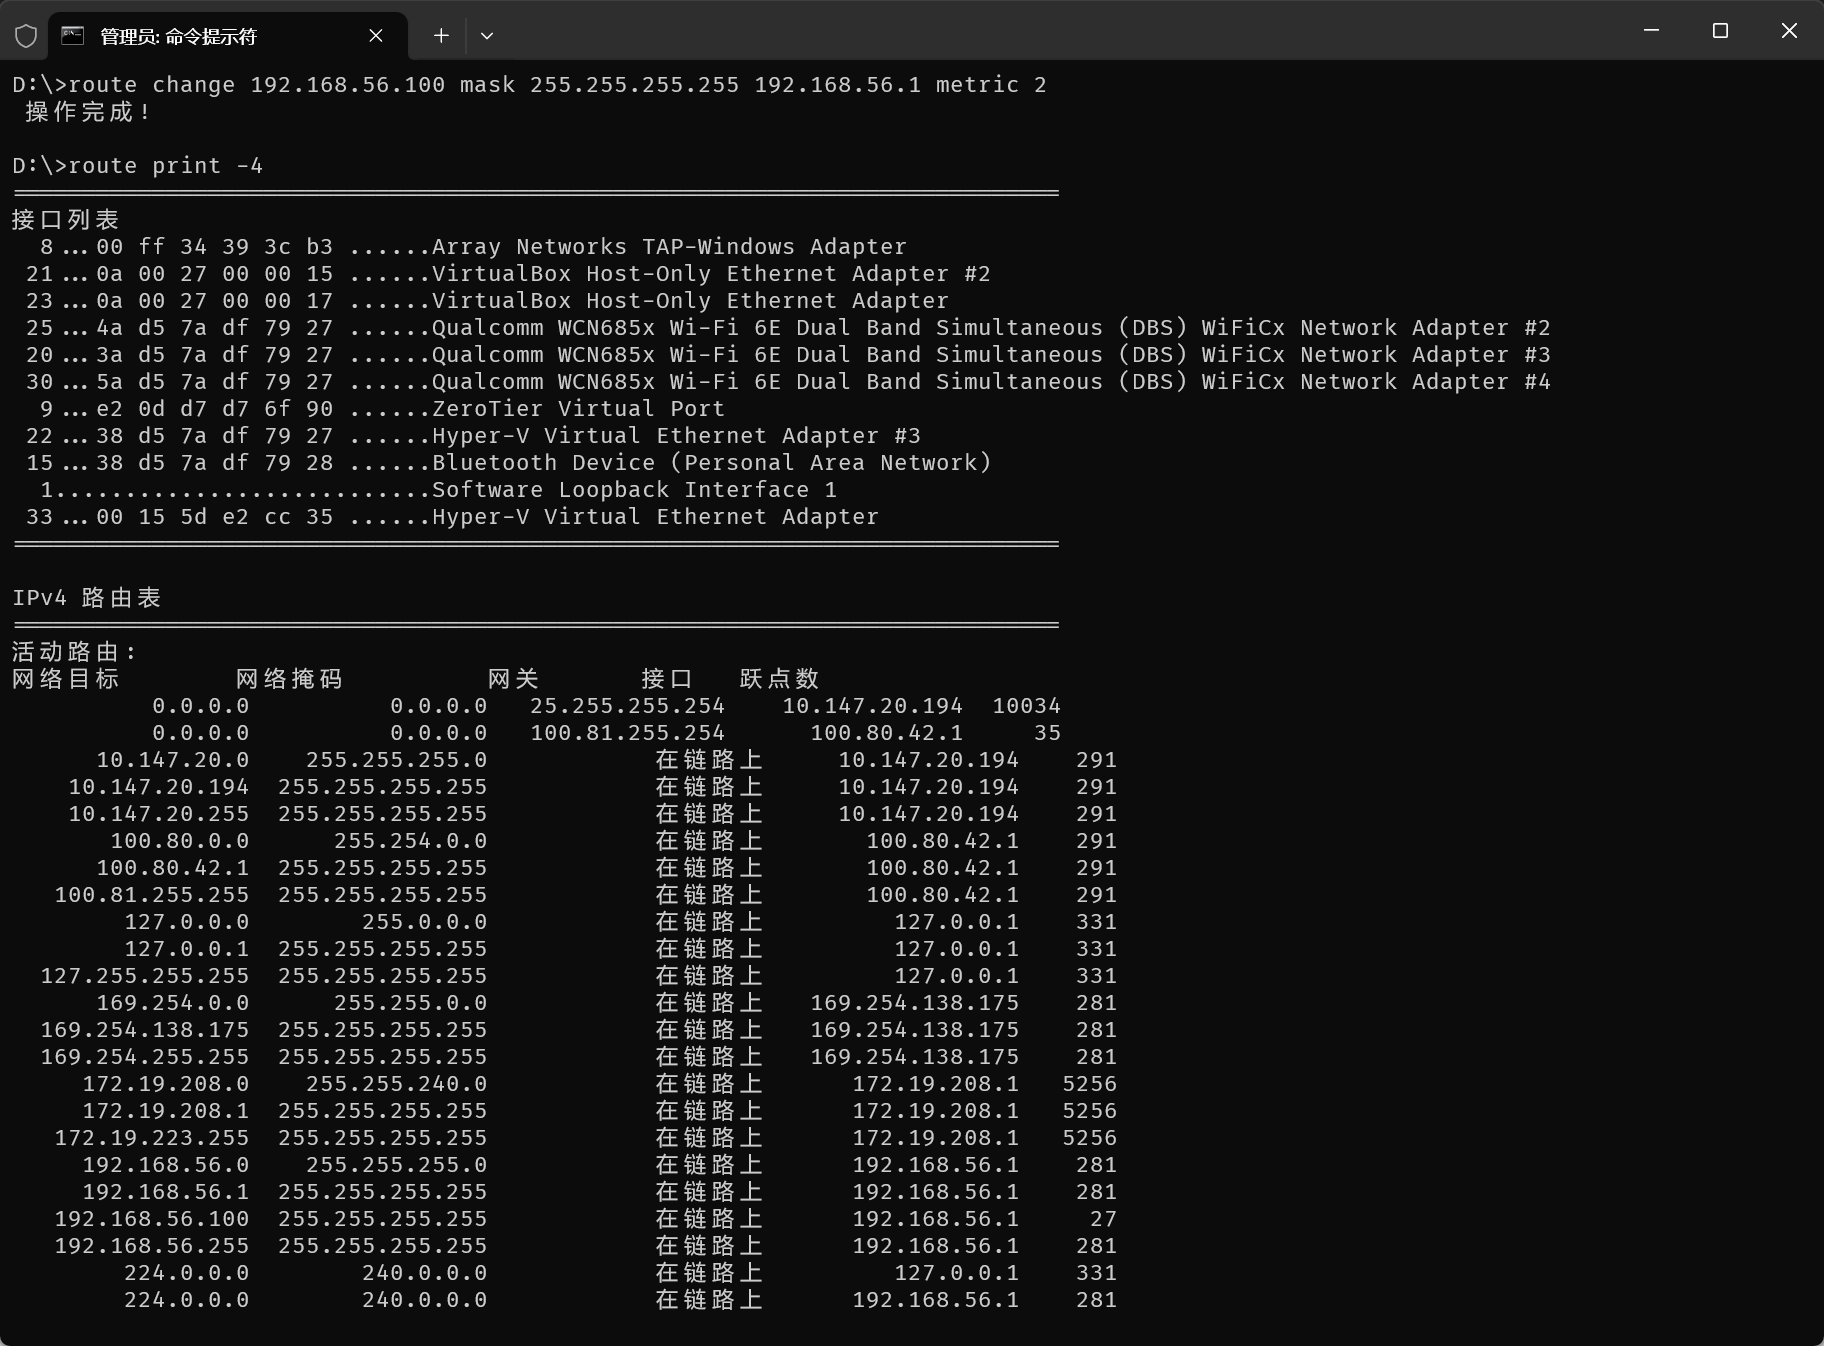 管理员: 命令提示符
D:\>route change 192.168.56.100 mask 255.255.255.255 192.168.56.1 metric 2
 操作完成!
D:\>route print -4
===========================================================================
接口列表
  8...00 ff 34 39 3c b3 ......Array Networks TAP-Windows Adapter
 21...0a 00 27 00 00 15 ......VirtualBox Host-Only Ethernet Adapter #2
 23...0a 00 27 00 00 17 ......VirtualBox Host-Only Ethernet Adapter
 25...4a d5 7a df 79 27 ......Qualcomm WCN685x Wi-Fi 6E Dual Band Simultaneous (DBS) WiFiCx Network Adapter #2
 20...3a d5 7a df 79 27 ......Qualcomm WCN685x Wi-Fi 6E Dual Band Simultaneous (DBS) WiFiCx Network Adapter #3
 30...5a d5 7a df 79 27 ......Qualcomm WCN685x Wi-Fi 6E Dual Band Simultaneous (DBS) WiFiCx Network Adapter #4
  9...e2 0d d7 d7 6f 90 ......ZeroTier Virtual Port
 22...38 d5 7a df 79 27 ......Hyper-V Virtual Ethernet Adapter #3
 15...38 d5 7a df 79 28 ......Bluetooth Device (Personal Area Network)
  1...........................Software Loopback Interface 1
 33...00 15 5d e2 cc 35 ......Hyper-V Virtual Ethernet Adapter
===========================================================================
IPv4 路由表
===========================================================================
活动路由:
网络目标        网络掩码          网关       接口   跃点数
          0.0.0.0          0.0.0.0   25.255.255.254    10.147.20.194  10034
          0.0.0.0          0.0.0.0   100.81.255.254      100.80.42.1     35
      10.147.20.0    255.255.255.0            在链路上     10.147.20.194    291
    10.147.20.194  255.255.255.255            在链路上     10.147.20.194    291
    10.147.20.255  255.255.255.255            在链路上     10.147.20.194    291
       100.80.0.0      255.254.0.0            在链路上       100.80.42.1    291
      100.80.42.1  255.255.255.255            在链路上       100.80.42.1    291
   100.81.255.255  255.255.255.255            在链路上       100.80.42.1    291
        127.0.0.0        255.0.0.0            在链路上         127.0.0.1    331
        127.0.0.1  255.255.255.255            在链路上         127.0.0.1    331
  127.255.255.255  255.255.255.255            在链路上         127.0.0.1    331
      169.254.0.0      255.255.0.0            在链路上   169.254.138.175    281
  169.254.138.175  255.255.255.255            在链路上   169.254.138.175    281
  169.254.255.255  255.255.255.255            在链路上   169.254.138.175    281
     172.19.208.0    255.255.240.0            在链路上      172.19.208.1   5256
     172.19.208.1  255.255.255.255            在链路上      172.19.208.1   5256
   172.19.223.255  255.255.255.255            在链路上      172.19.208.1   5256
     192.168.56.0    255.255.255.0            在链路上      192.168.56.1    281
     192.168.56.1  255.255.255.255            在链路上      192.168.56.1    281
   192.168.56.100  255.255.255.255            在链路上      192.168.56.1     27
   192.168.56.255  255.255.255.255            在链路上      192.168.56.1    281
        224.0.0.0        240.0.0.0            在链路上         127.0.0.1    331
        224.0.0.0        240.0.0.0            在链路上      192.168.56.1    281